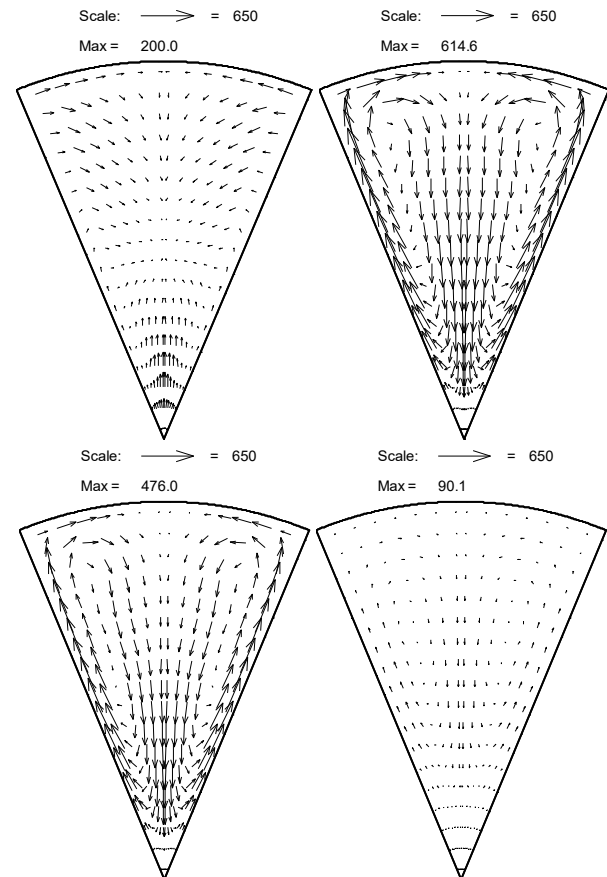 Scale: = 650
Max = 200.0
Scale: = 650
Max = 614.6
Scale: = 650
Max = 476.0
Scale: = 650
Max = 90.1